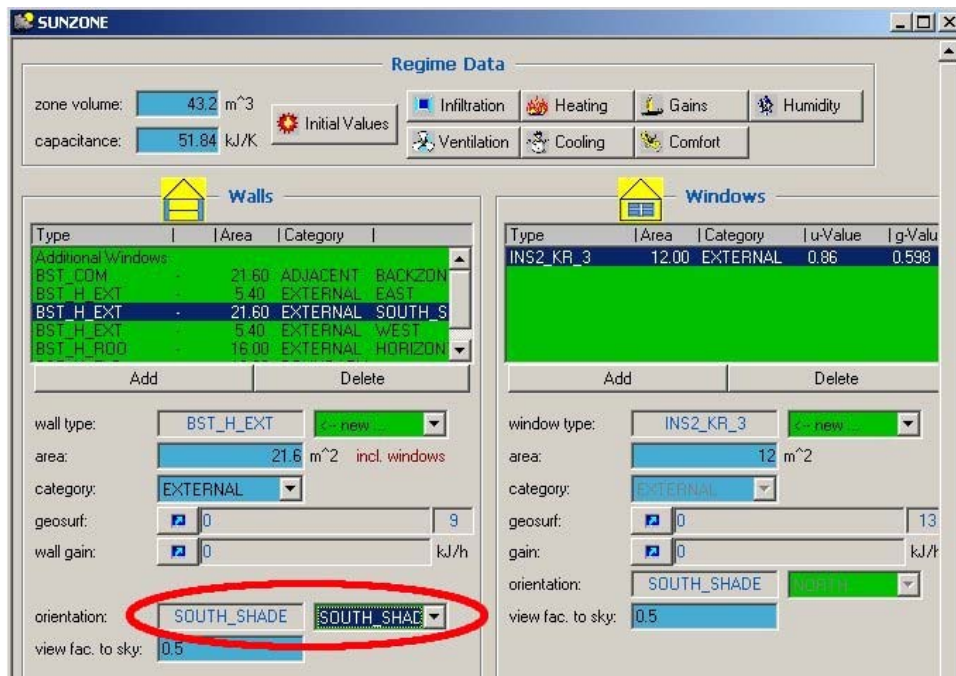 SUNZONE
Regime Data
zone volume: 43.2 m^3
capacitance: 51.84 kJ/K
Initial Values
Infiltration Heating Gains Humidity
Ventilation Cooling Comfort
Walls
Type | |Area |Category |
Additional Windows
BST_COM - 21.60 ADJACENT BACKZON
BST_H_EXT - 5.40 EXTERNAL EAST
BST_H_EXT - 21.60 EXTERNAL SOUTH_S
BST_H_EXT - 5.40 EXTERNAL WEST
BST_H_ROO - 16.00 EXTERNAL HORIZON
Add Delete
wall type: BST_H_EXT <-- new ...
area: 21.6 m^2 incl. windows
category: EXTERNAL
geosurf: 0 9
wall gain: 0 kJ/h
orientation: SOUTH_SHADE SOUTH_SHAD
view fac. to sky: 0.5
Windows
Type |Area |Category |u-Value |g-Valu
INS2_KR_3 12.00 EXTERNAL 0.86 0.598
Add Delete
window type: INS2_KR_3 <-- new ...
area: 12 m^2
category: EXTERNAL
geosurf: 0 13
gain: 0 kJ/h
orientation: SOUTH_SHADE NORTH
view fac. to sky: 0.5